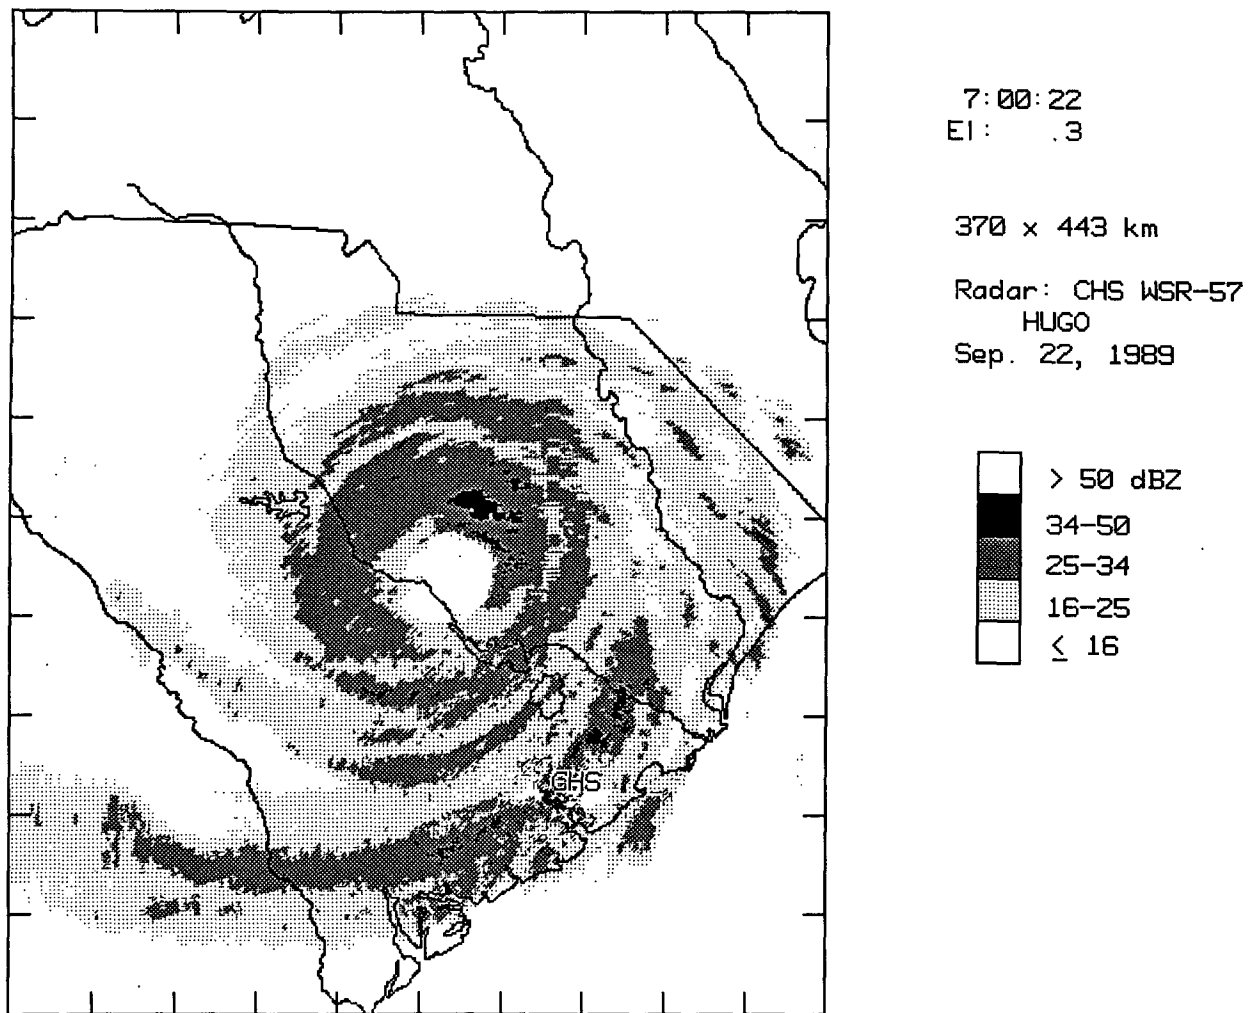 7:00:22
El: .3
370 x 443 km
Radar: CHS WSR-57
HUGO
Sep. 22, 1989
> 50 dBZ
34-50
25-34
16-25
≤ 16
CHS